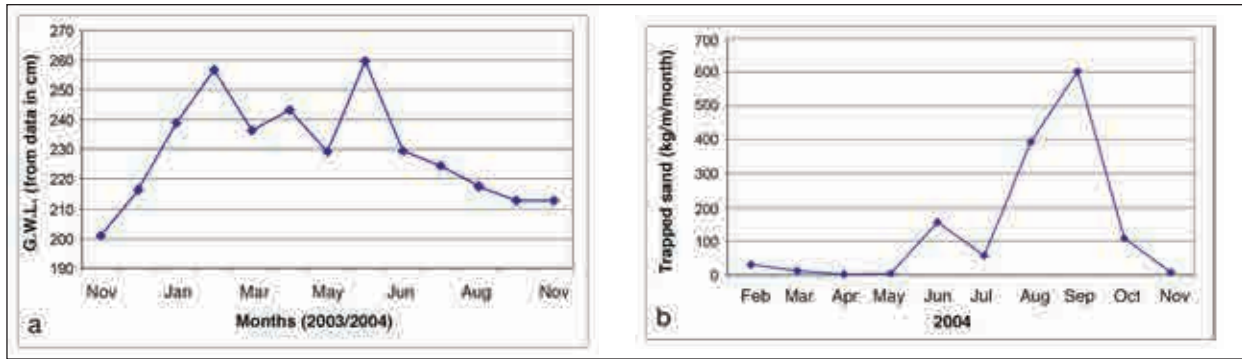 270
260
250
240
230
220
210
200
190
G.W.L. (from data in cm)
Nov Jan Mar May Jun Aug Nov
Months (2003/2004)
a
700
600
500
400
300
200
100
0
Trapped sand (kg/m/month)
Feb Mar Apr May Jun Jul Aug Sep Oct Nov
2004
b